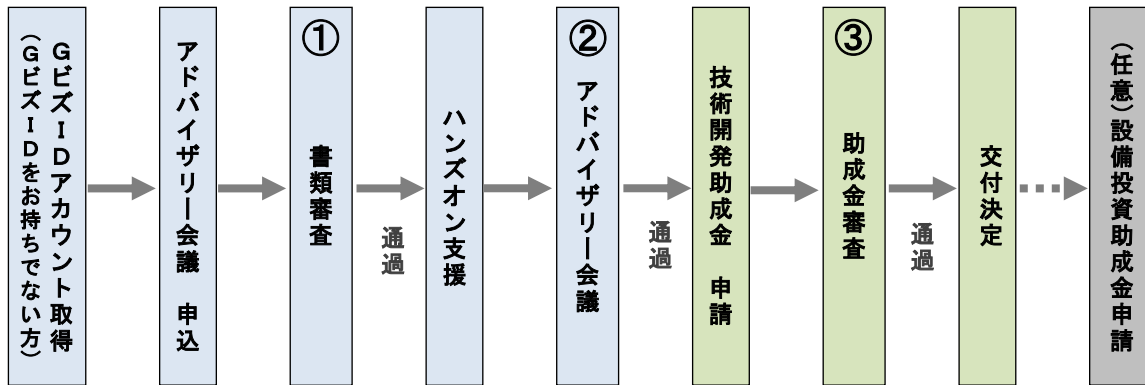 GビズIDアカウント取得
(GビズIDをお持ちでない方)
アドバイザリー会議 申込
①
書類審査
通過
ハンズオン支援
②
アドバイザリー会議
通過
技術開発助成金 申請
③
助成金審査
通過
交付決定
(任意)設備投資助成金申請